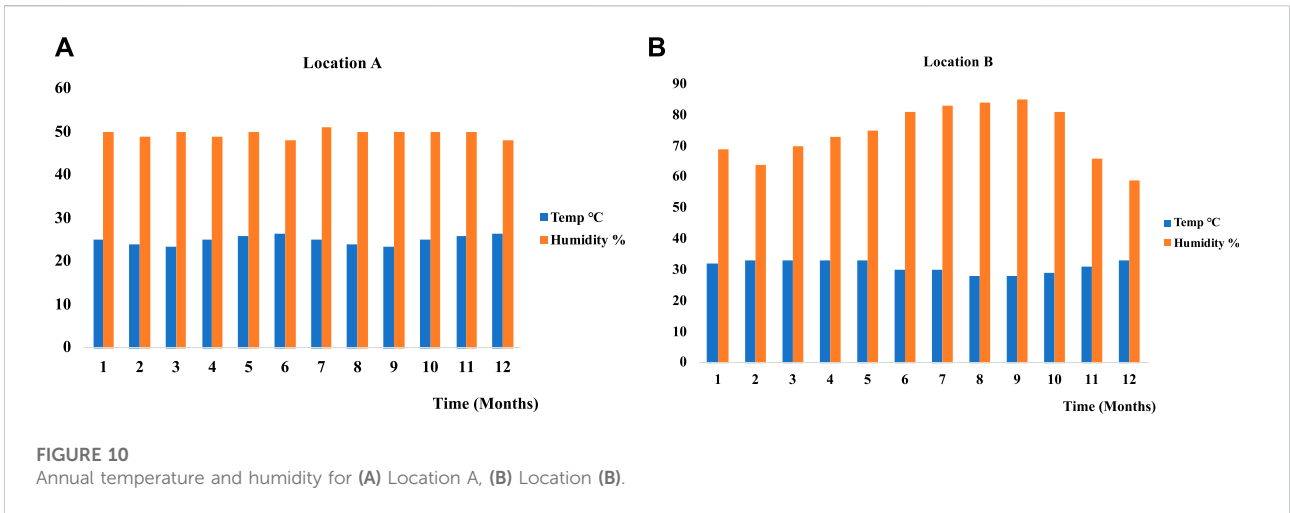 A
Location A
60
50
40
30
20
10
0
1 2 3 4 5 6 7 8 9 10 11 12
Time (Months)
Temp °C
Humidity %
B
Location B
90
80
70
60
50
40
30
20
10
0
1 2 3 4 5 6 7 8 9 10 11 12
Time (Months)
Temp °C
Humidity %
FIGURE 10
Annual temperature and humidity for (A) Location A, (B) Location (B).